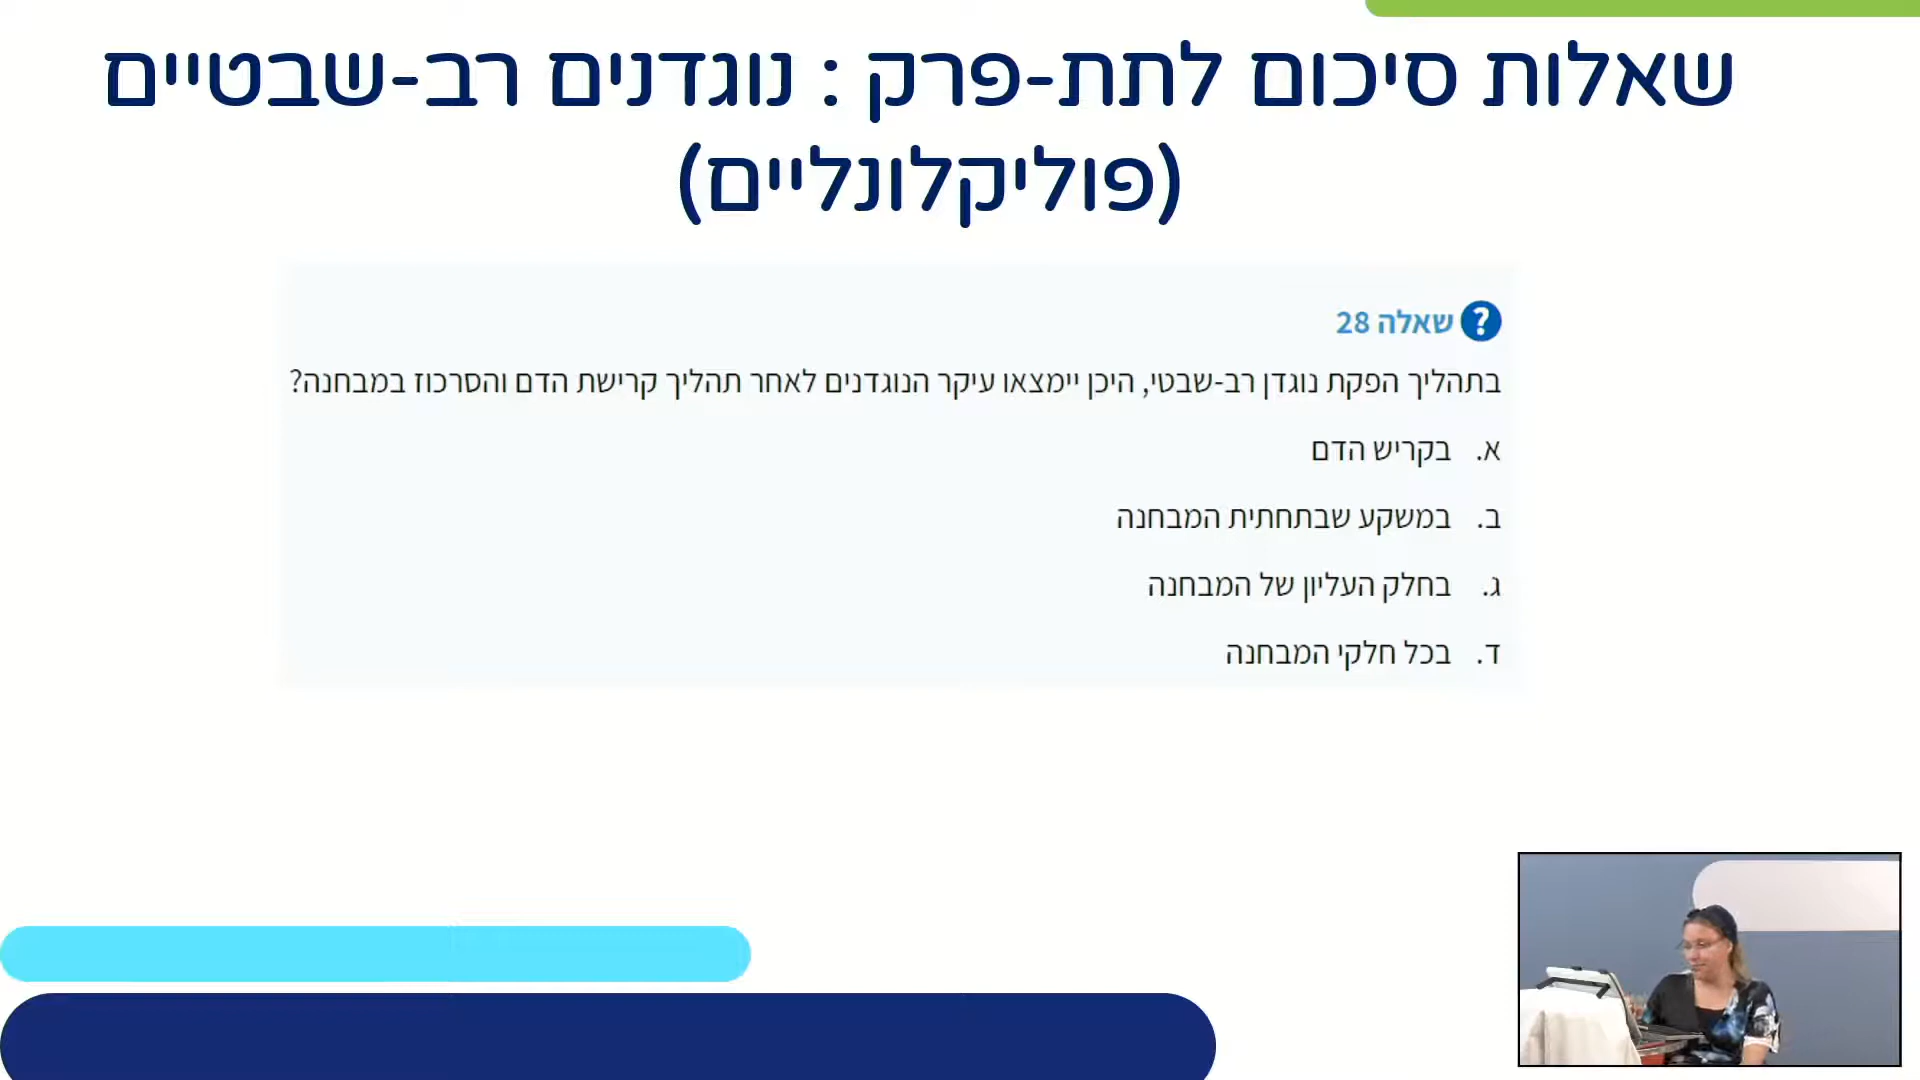 שאלות סיכום לתת-פרק : נוגדנים רב-שבטיים
(פוליקלונליים)
? שאלה 28
בתהליך הפקת נוגדן רב-שבטי, היכן יימצאו עיקר הנוגדנים לאחר תהליך קרישת הדם והסרכוז במבחנה?
א. בקריש הדם
ב. במשקע שבתחתית המבחנה
ג. בחלק העליון של המבחנה
ד. בכל חלקי המבחנה